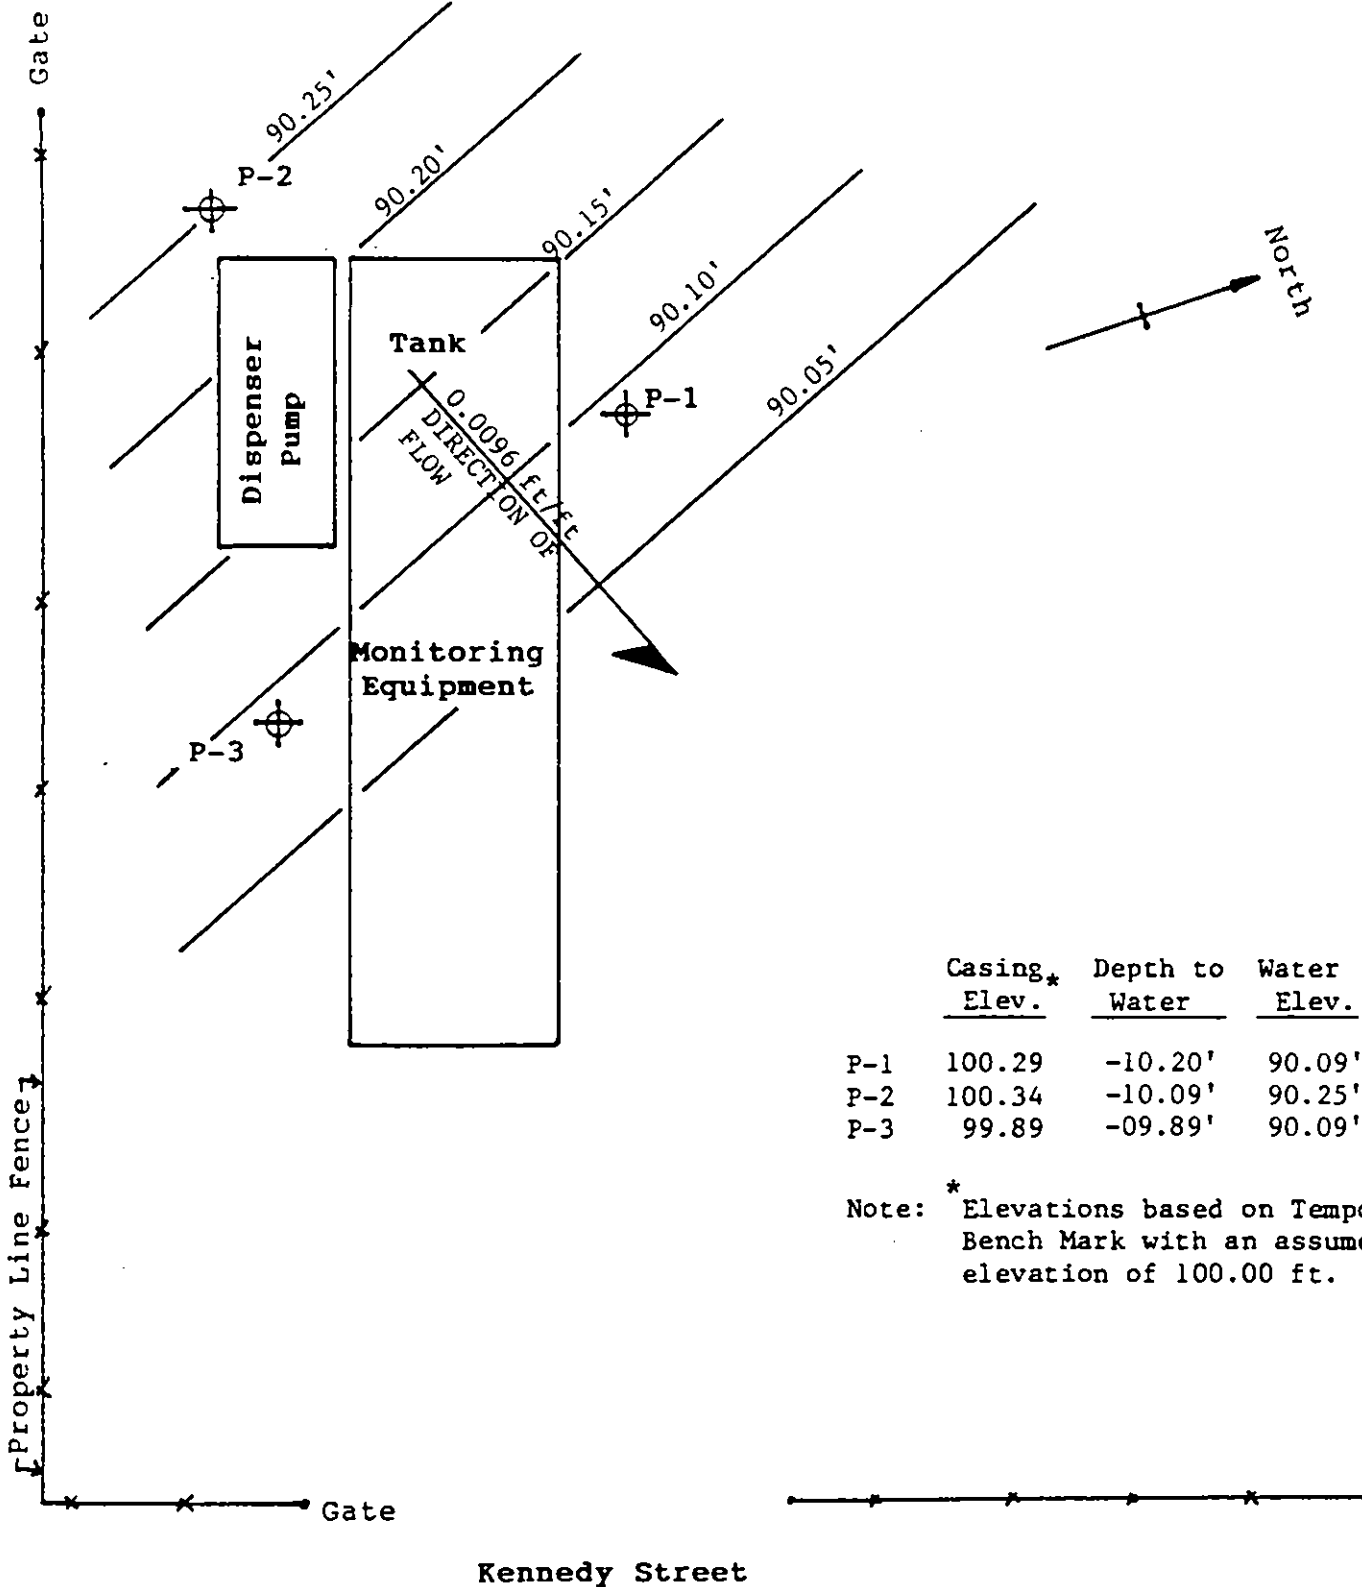 Gate
90.25'
P-2
90.20'
90.15'
North
90.10'
Tank
Dispenser
Pump
P-1
90.05'
0.0096 ft/ft
DIRECTION OF
FLOW
Monitoring
Equipment
P-3
Casing* Depth to Water
Elev. Water Elev.
P-1 100.29 -10.20' 90.09'
P-2 100.34 -10.09' 90.25'
P-3 99.89 -09.89' 90.09'
Note: *Elevations based on Temp
Bench Mark with an assume
elevation of 100.00 ft.
Property Line Fence
Gate
Kennedy Street